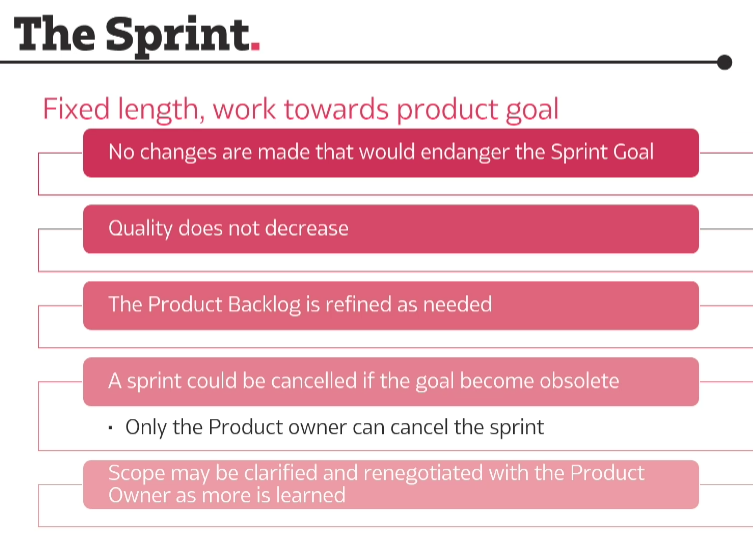 The Sprint.
Fixed length, work towards product goal
No changes are made that would endanger the Sprint Goal
Quality does not decrease
The Product Backlog is refined as needed
A sprint could be cancelled if the goal become obsolete
· Only the Product owner can cancel the sprint
Scope may be clarified and renegotiated with the Product
Owner as more is learned